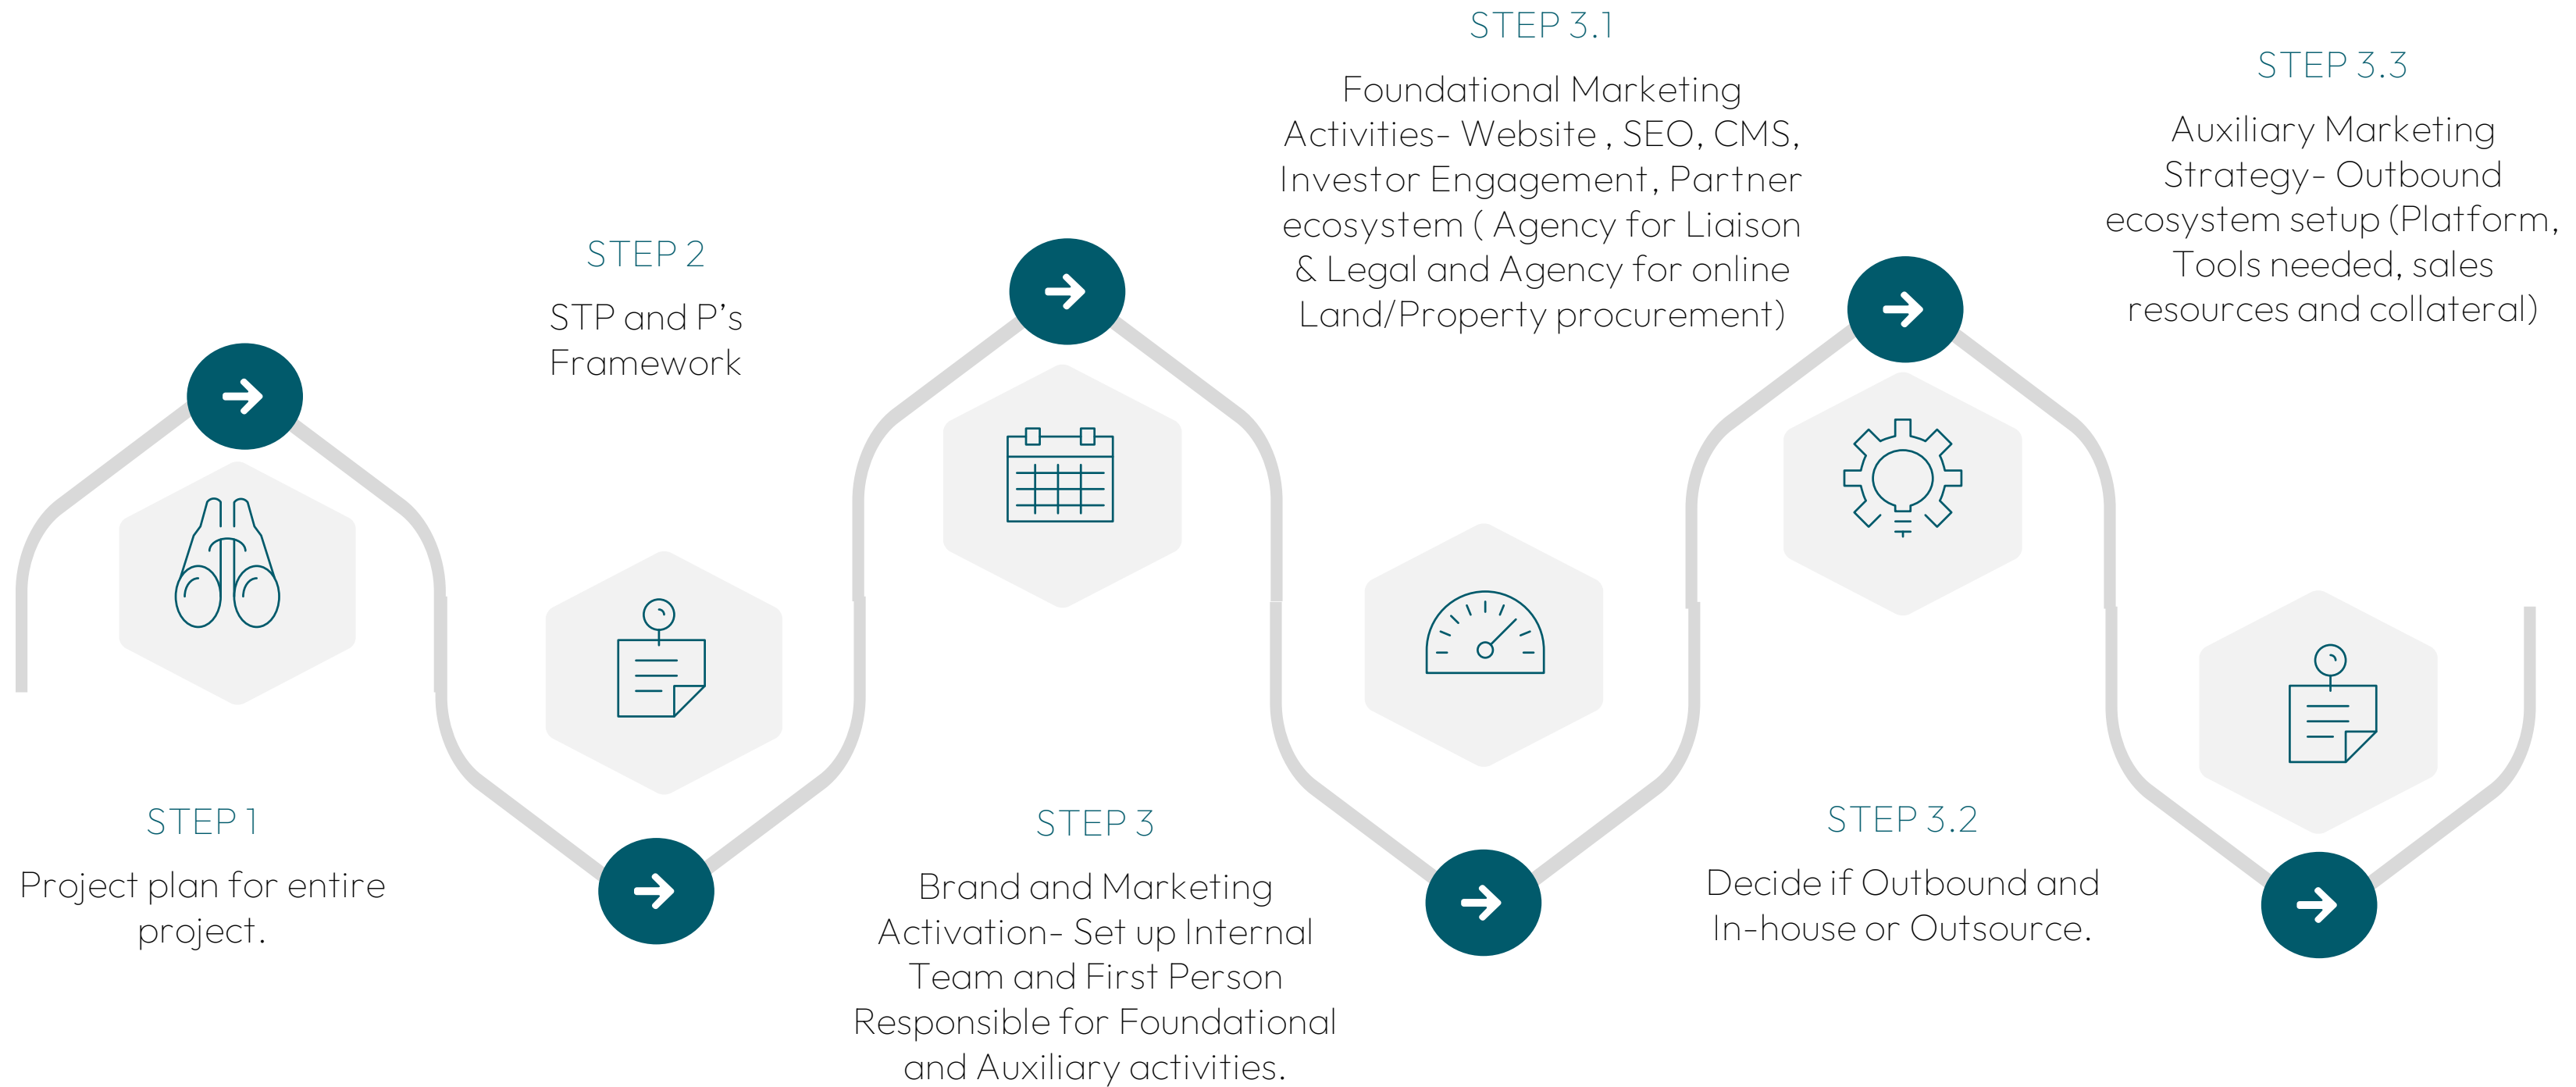 STEP 1
Project plan for entire
project.
STEP 2
STP and P’s
Framework
STEP 3
Brand and Marketing
Activation- Set up Internal
Team and First Person
Responsible for Foundational
and Auxiliary activities.
STEP 3.1
Foundational Marketing
Activities- Website , SEO, CMS,
Investor Engagement, Partner
ecosystem ( Agency for Liaison
& Legal and Agency for online
Land/Property procurement)
STEP 3.2
Decide if Outbound and
In-house or Outsource.
STEP 3.3
Auxiliary Marketing
Strategy- Outbound
ecosystem setup (Platform,
Tools needed, sales
resources and collateral)